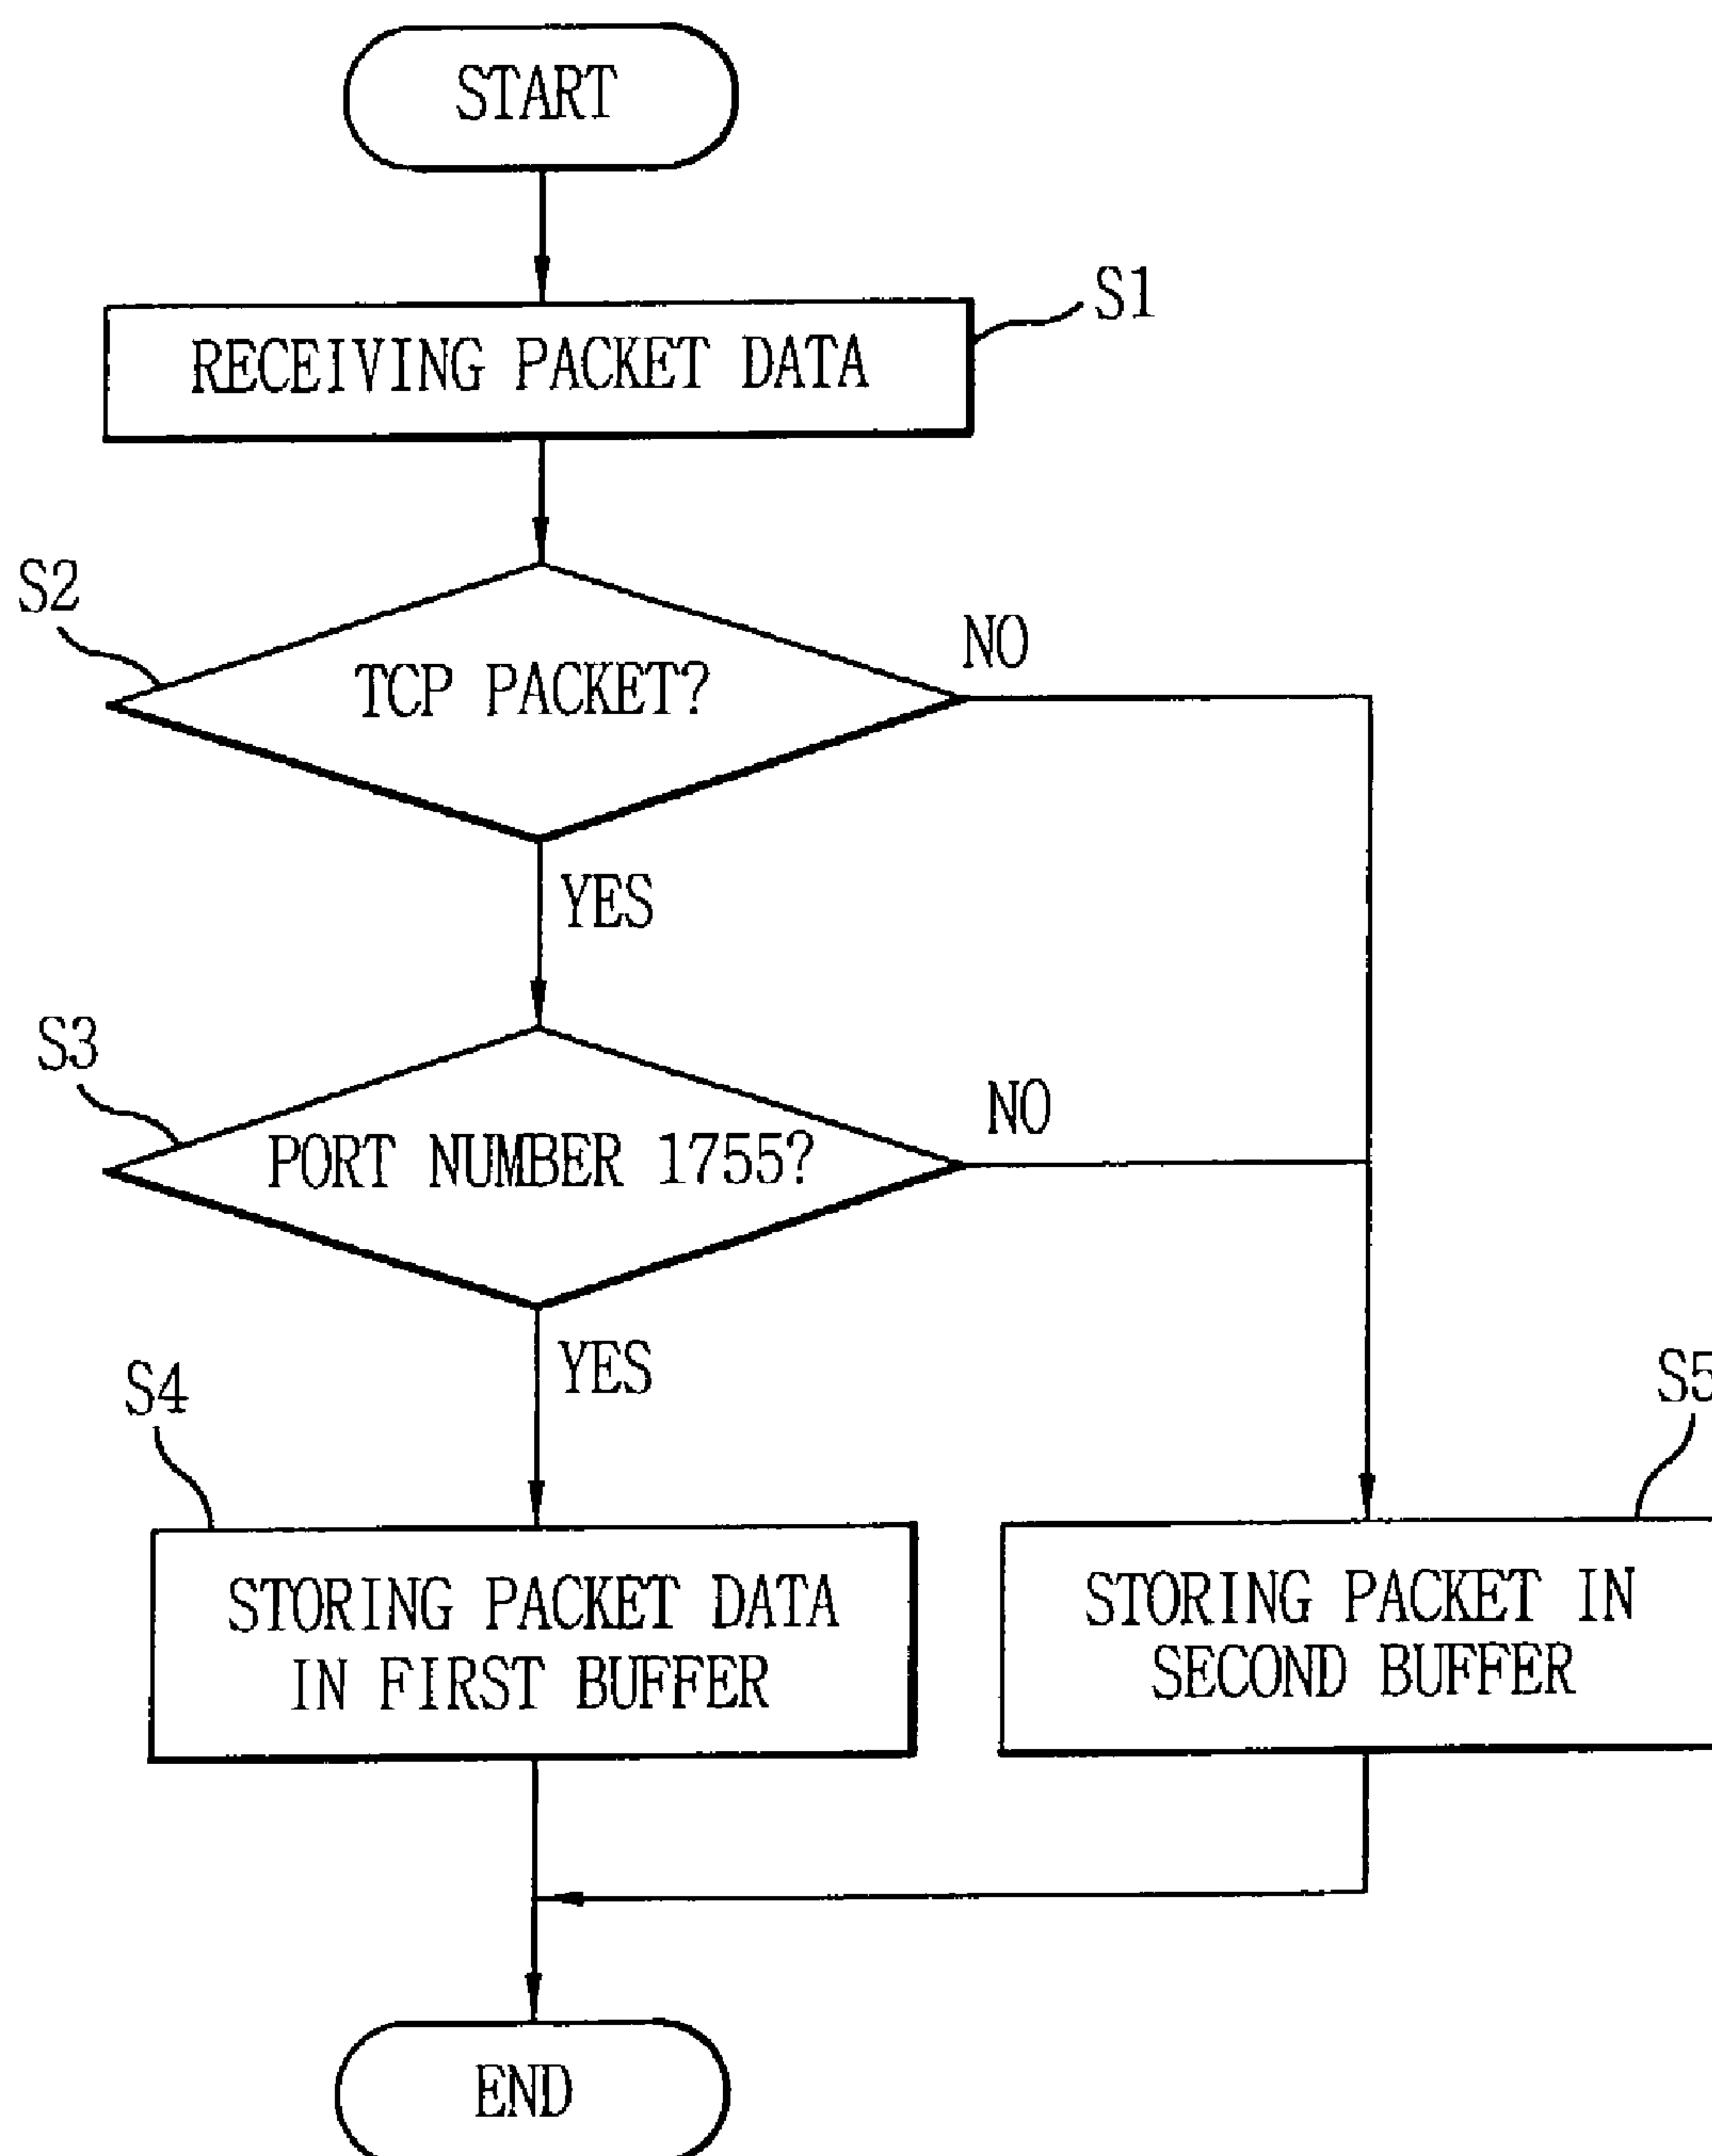 START
S1
RECEIVING PACKET DATA
S2
TCP PACKET?
NO
YES
S3
PORT NUMBER 1755?
NO
YES
S4
STORING PACKET DATA
IN FIRST BUFFER
S5
STORING PACKET IN
SECOND BUFFER
END